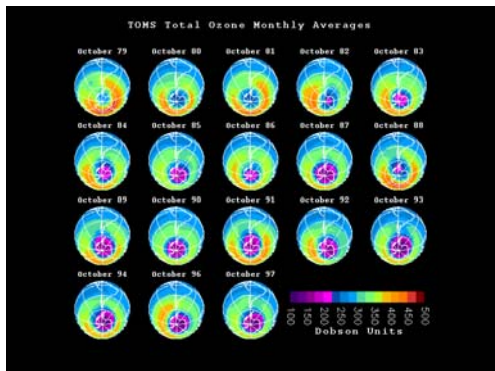 TOMS Total Ozone Monthly Averages
October 79 October 80 October 81 October 82 October 83
October 84 October 85 October 86 October 87 October 88
October 89 October 90 October 91 October 92 October 93
October 94 October 96 October 97
100 150 200 250 300 350 400 450 500
Dobson Units